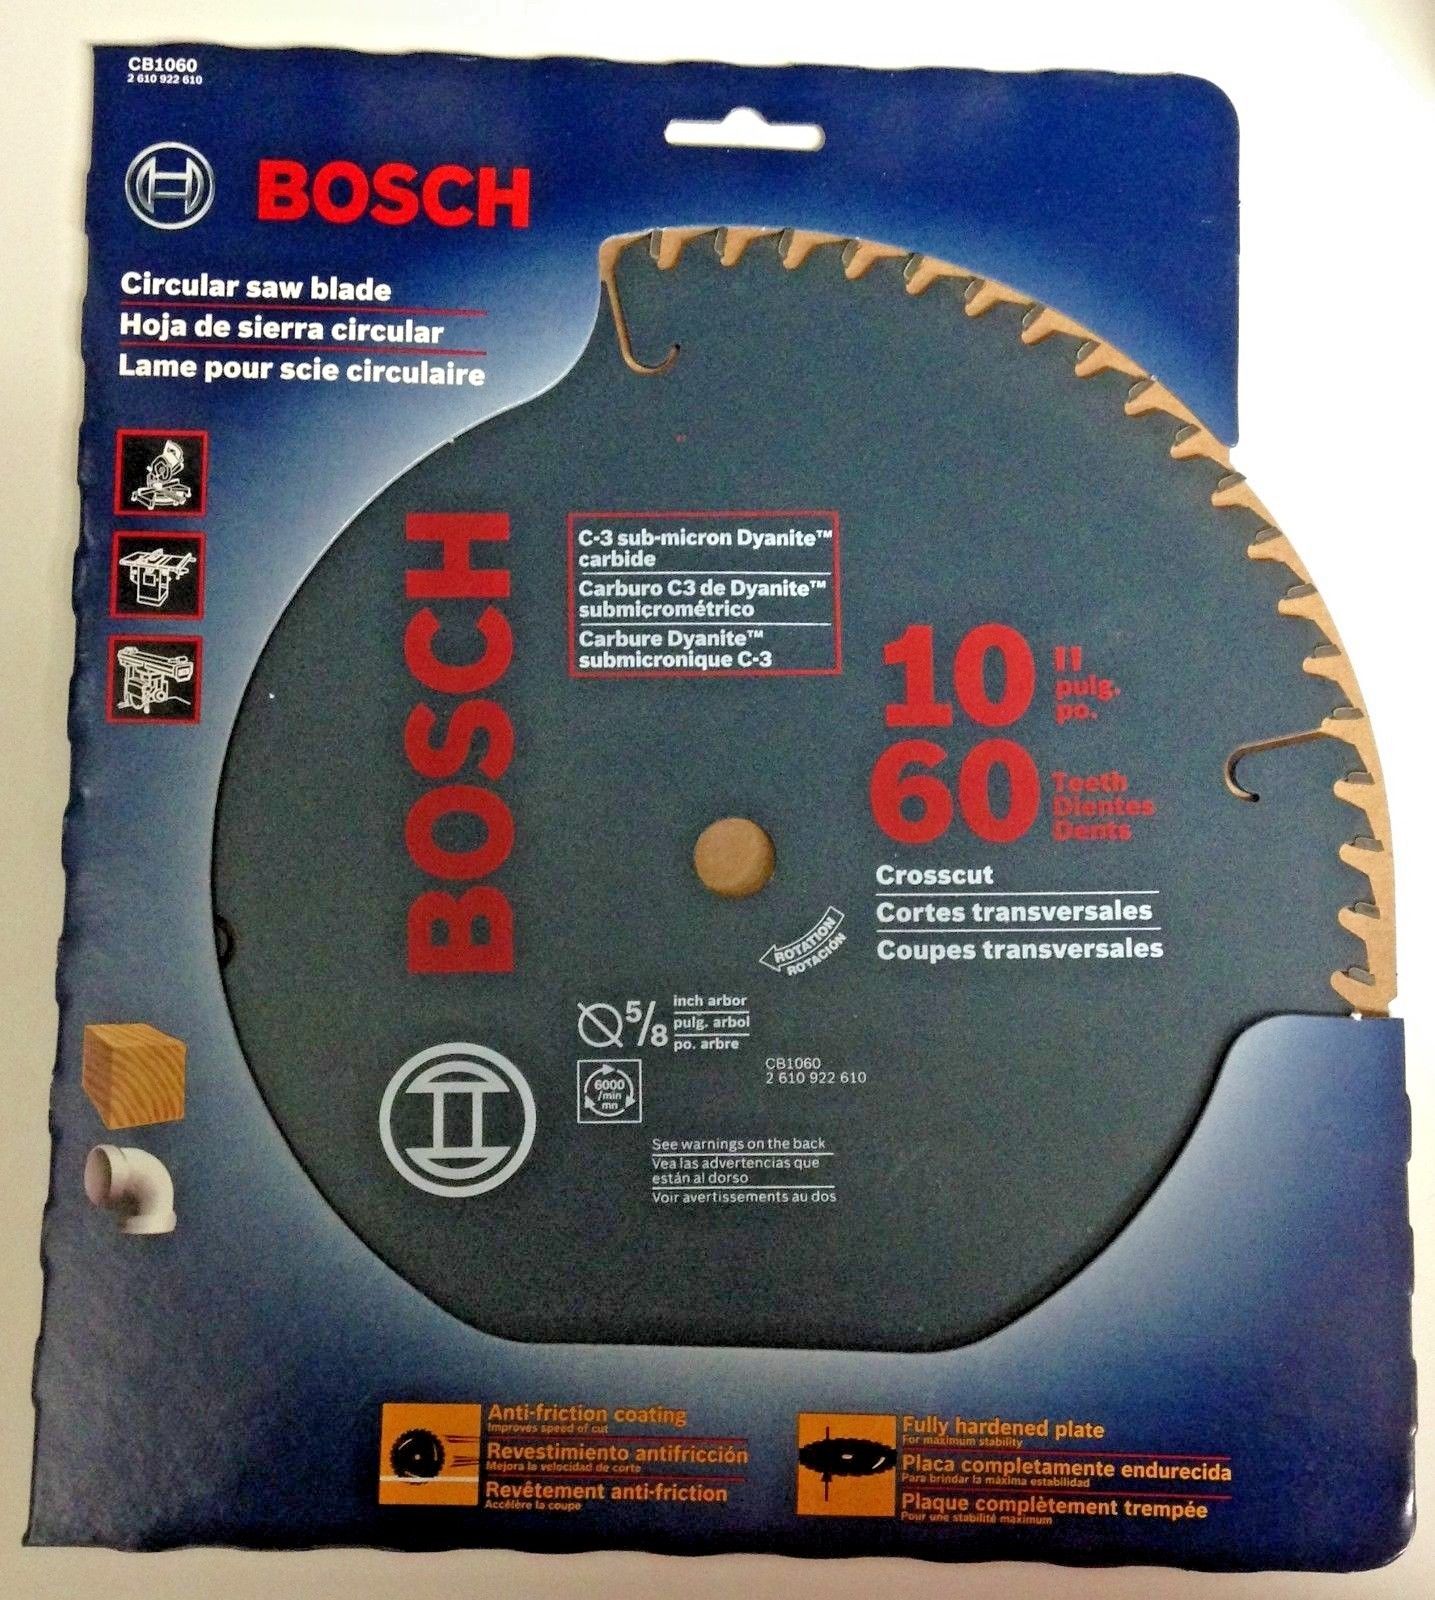 CB1060
2 610 922 610
BOSCH
Circular saw blade
Hoja de sierra circular
Lame pour scie circulaire
BOSCH
C-3 sub-micron Dyanite™
carbide
Carburo C3 de Dyanite™
submicrométrico
Carbure Dyanite™
submicronique C-3
10 "
pulg.
po.
60 Teeth
Dientes
Dents
Crosscut
Cortes transversales
Coupes transversales
ROTATION
ROTACIÓN
5/8 inch arbor
pulg. arbol
po. arbre
6000
/min
mn
CB1060
2 610 922 610
See warnings on the back
Vea las advertencias que
están al dorso
Voir avertissements au dos
Anti-friction coating
Improves speed of cut
Revestimiento antifricción
Mejora la velocidad de corte
Revêtement anti-friction
Accélère la coupe
Fully hardened plate
For maximum stability
Placa completamente endurecida
Para brindar la máxima estabilidad
Plaque complètement trempée
Pour une stabilité maximum